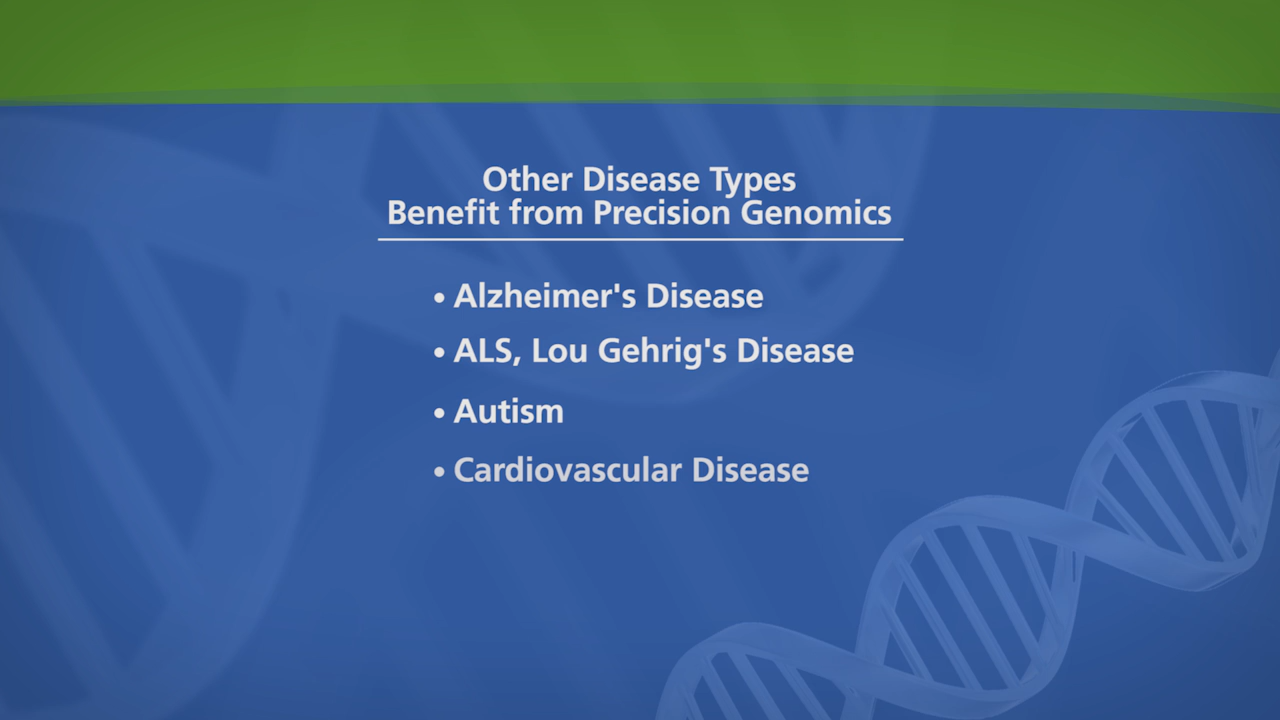 Other Disease Types
Benefit from Precision Genomics
• Alzheimer's Disease
• ALS, Lou Gehrig's Disease
• Autism
• Cardiovascular Disease